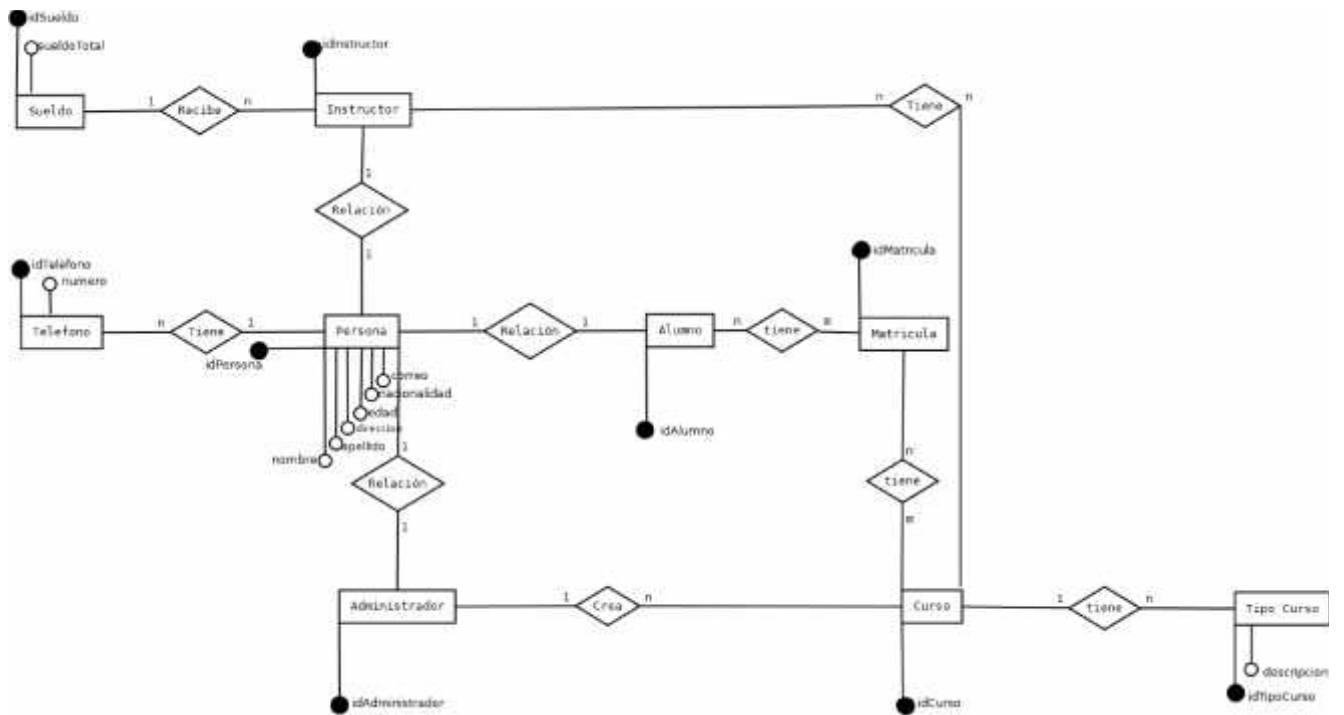 idSueldo
sueldoTotal
idInstructor
Sueldo
1
Recibe
n
Instructor
n
Tiene
n
1
Relación
1
idTelefono
numero
idMatricula
Telefono
n
Tiene
1
Persona
1
Relación
1
Alumno
n
tiene
m
Matricula
idPersona
correo
nacionalidad
edad
direccion
apellido
nombre
idAlumno
1
Relación
1
n
tiene
m
Administrador
1
Crea
n
Curso
1
tiene
n
Tipo Curso
descripcion
idTipoCurso
idAdministrador
idCurso